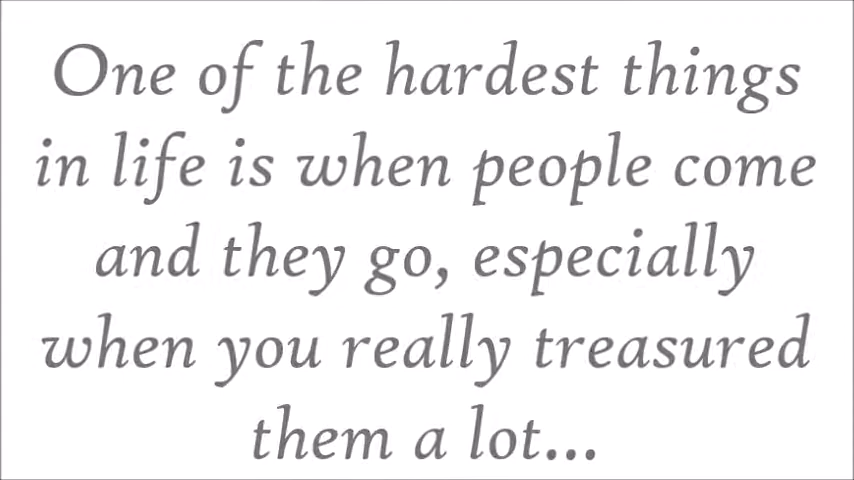 One of the hardest things
in life is when people come
and they go, especially
when you really treasured
them a lot...